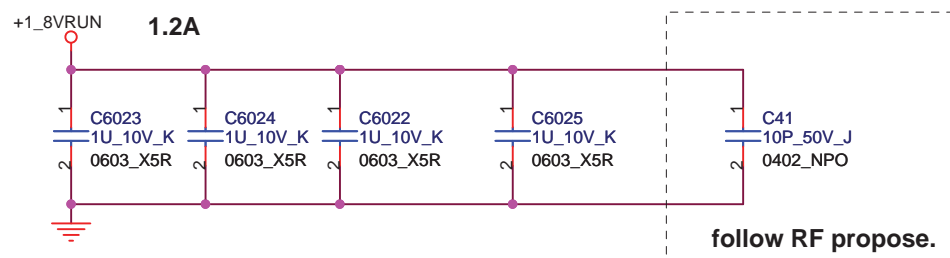 +1_8VRUN
1.2A
1
C6023
1U_10V_K
0603_X5R
2
1
C6024
1U_10V_K
0603_X5R
2
1
C6022
1U_10V_K
0603_X5R
2
1
C6025
1U_10V_K
0603_X5R
2
1
C41
10P_50V_J
0402_NPO
2
follow RF propose.